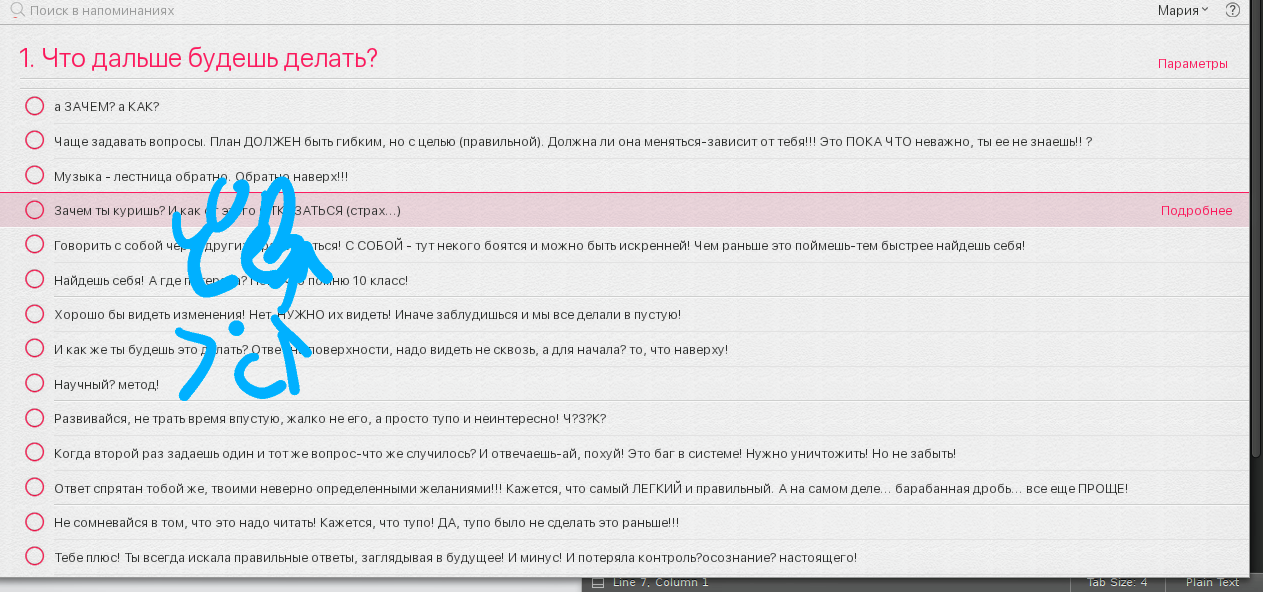 Поиск в напоминаниях
Мария
?
1. Что дальше будешь делать?
Параметры
а ЗАЧЕМ? а КАК?
Чаще задавать вопросы. План ДОЛЖЕН быть гибким, но с целью (правильной). Должна ли она меняться-зависит от тебя!!! Это ПОКА ЧТО неважно, ты ее не знаешь!! ?
Музыка - лестница обратно. Обратно наверх!!!
Зачем ты куришь? И как от этого ОТКАЗАТЬСЯ (страх...)
Подробнее
Говорить с собой через других! С СОБОЙ - тут некого боятся и можно быть искренней! Чем раньше это поймешь-тем быстрее найдешь себя!
Найдешь себя! А где помню 10 класс!
Хорошо бы видеть изменения! Нет, НУЖНО их видеть! Иначе заблудишься и мы все делали в пустую!
И как же ты будешь это делать? Ответ на поверхности, надо видеть не сквозь, а для начала? то, что наверху!
Научный? метод!
Развивайся, не трать время впустую, жалко не его, а просто тупо и неинтересно! Ч?З?К?
Когда второй раз задаешь один и тот же вопрос-что же случилось? И отвечаешь-ай, похуй! Это баг в системе! Нужно уничтожить! Но не забыть!
Ответ спрятан тобой же, твоими неверно определенными желаниями!!! Кажется, что самый ЛЕГКИЙ и правильный. А на самом деле... барабанная дробь... все еще ПРОЩЕ!
Не сомневайся в том, что это надо читать! Кажется, что тупо! ДА, тупо было не сделать это раньше!!!
Тебе плюс! Ты всегда искала правильные ответы, заглядывая в будущее! И минус! И потеряла контроль?осознание? настоящего!
Line 7, Column 1
Tab Size: 4
Plain Text